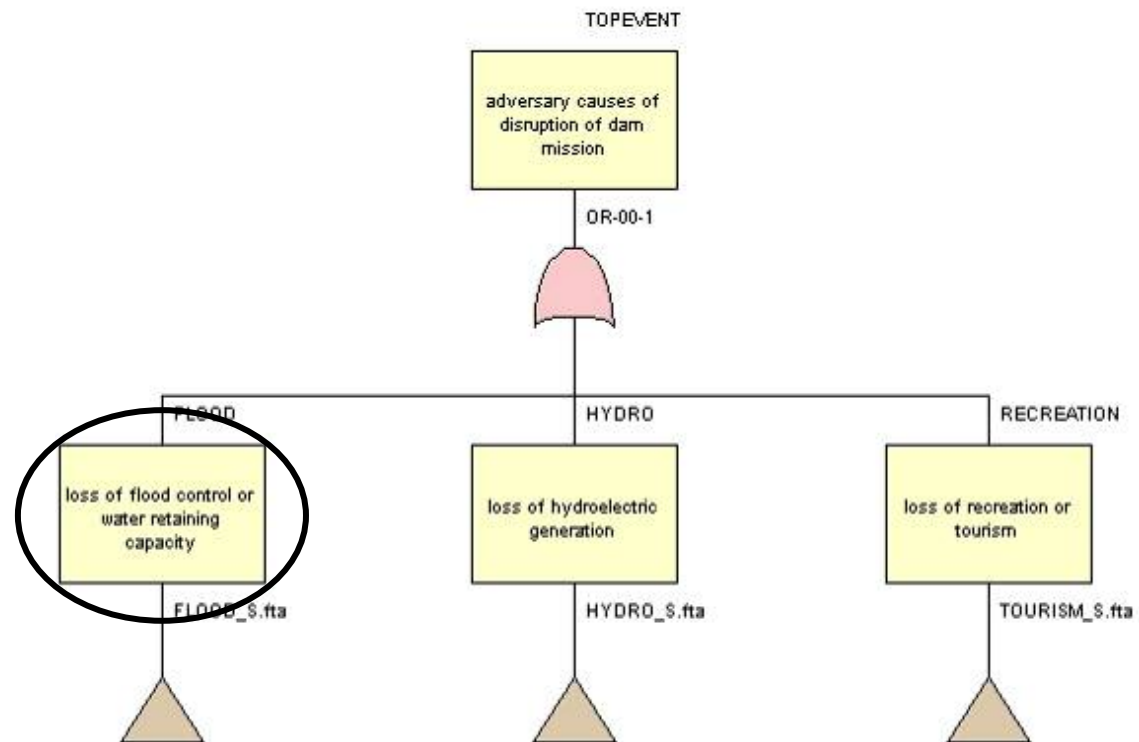 TOPEVENT
adversary causes of
disruption of dam
mission
OR-00-1
FLOOD
HYDRO
RECREATION
loss of flood control or
water retaining
capacity
loss of hydroelectric
generation
loss of recreation or
tourism
FLOOD_S.fta
HYDRO_S.fta
TOURISM_S.fta